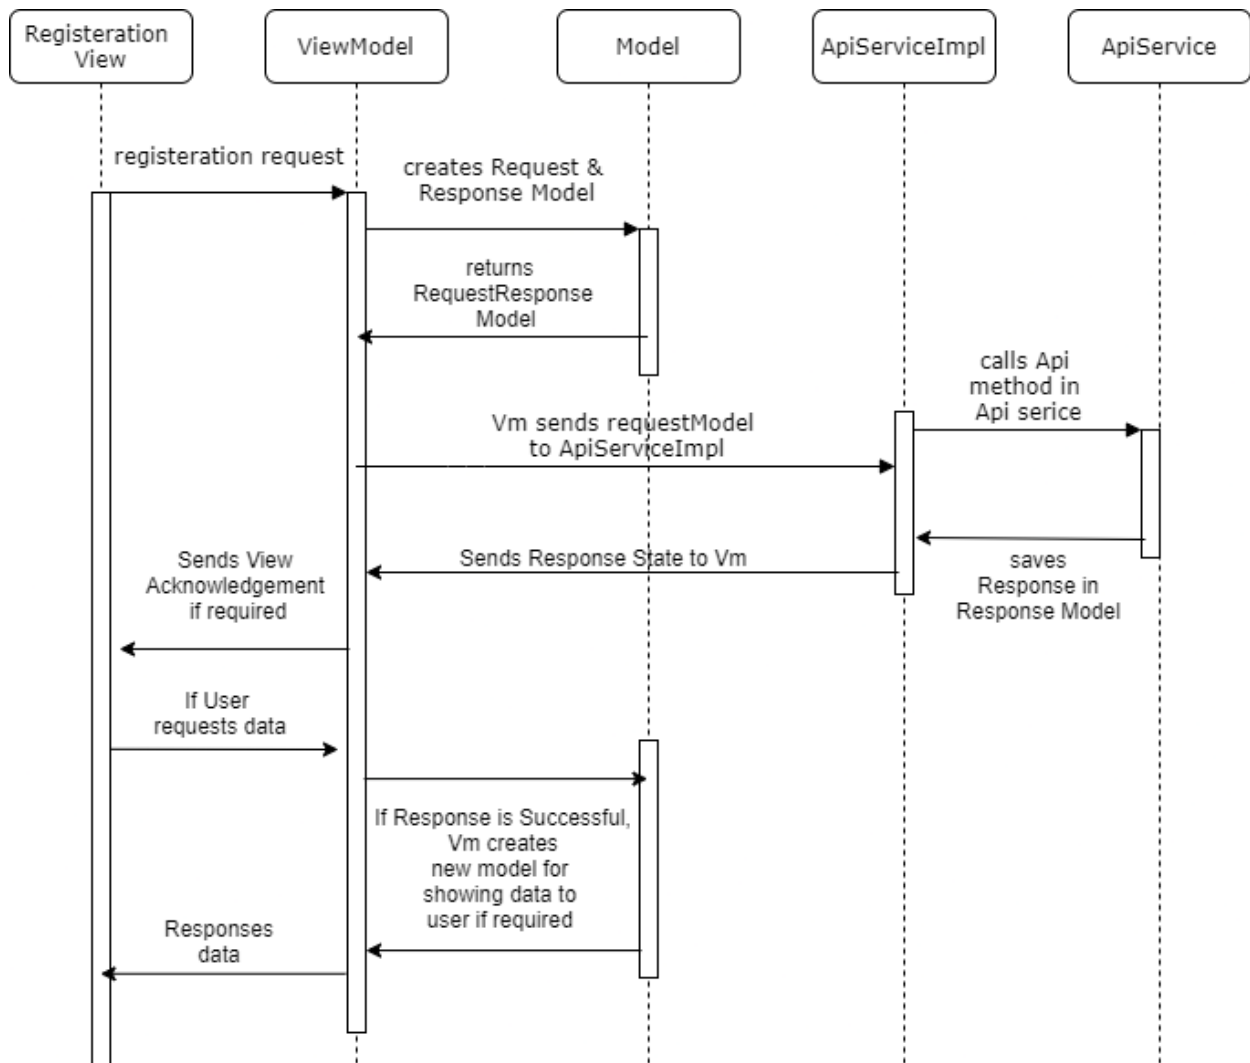 Registeration
View
ViewModel
Model
ApiServiceImpl
ApiService
registeration request
creates Request &
Response Model
returns
RequestResponse
Model
calls Api
method in
Api serice
Vm sends requestModel
to ApiServiceImpl
Sends Response State to Vm
saves
Response in
Response Model
Sends View
Acknowledgement
if required
If User
requests data
If Response is Successful,
Vm creates
new model for
showing data to
user if required
Responses
data